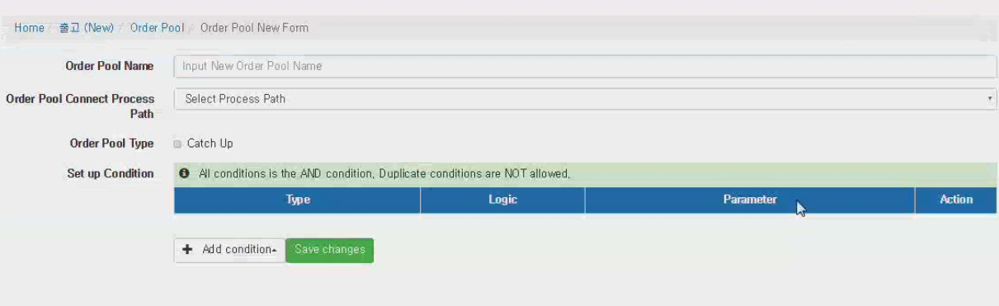 Home / 출고 (New) / Order Pool / Order Pool New Form
Order Pool Name
Input New Order Pool Name
Order Pool Connect Process
Path
Select Process Path
Order Pool Type
Catch Up
Set up Condition
All conditions is the AND condition, Duplicate conditions are NOT allowed,
Type Logic Parameter Action
Add condition
Save changes